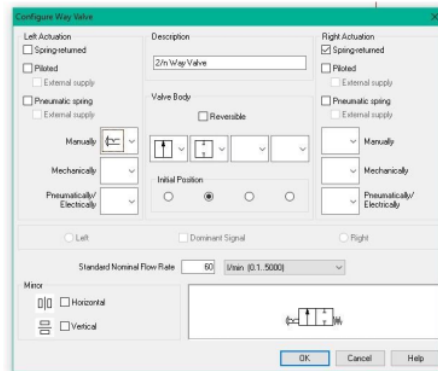 Configure Way Valve
Left Actuation
Spring-returned
Piloted
External supply
Pneumatic spring
External supply
Manually
Mechanically
Pneumatically/
Electrically
Description
2/n Way Valve
Valve Body
Reversible
Initial Position
Right Actuation
Spring-returned
Piloted
External supply
Pneumatic spring
External supply
Manually
Mechanically
Pneumatically/
Electrically
Left
Dominant Signal
Right
Standard Nominal Flow Rate 60 l/min (0.1..5000)
Mirror
Horizontal
Vertical
OK Cancel Help